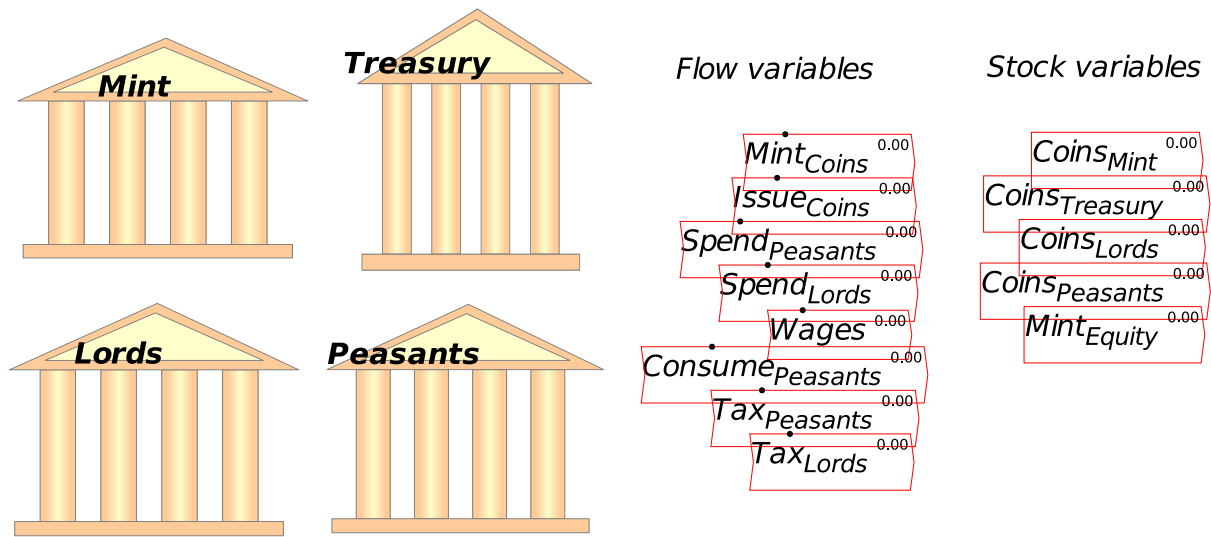 Mint
Treasury
Lords
Peasants
Flow variables
Mint_Coins 0.00
Issue_Coins 0.00
Spend_Peasants 0.00
Spend_Lords 0.00
Wages 0.00
Consume_Peasants 0.00
Tax_Peasants 0.00
Tax_Lords 0.00
Stock variables
Coins_Mint 0.00
Coins_Treasury 0.00
Coins_Lords 0.00
Coins_Peasants 0.00
Mint_Equity 0.00